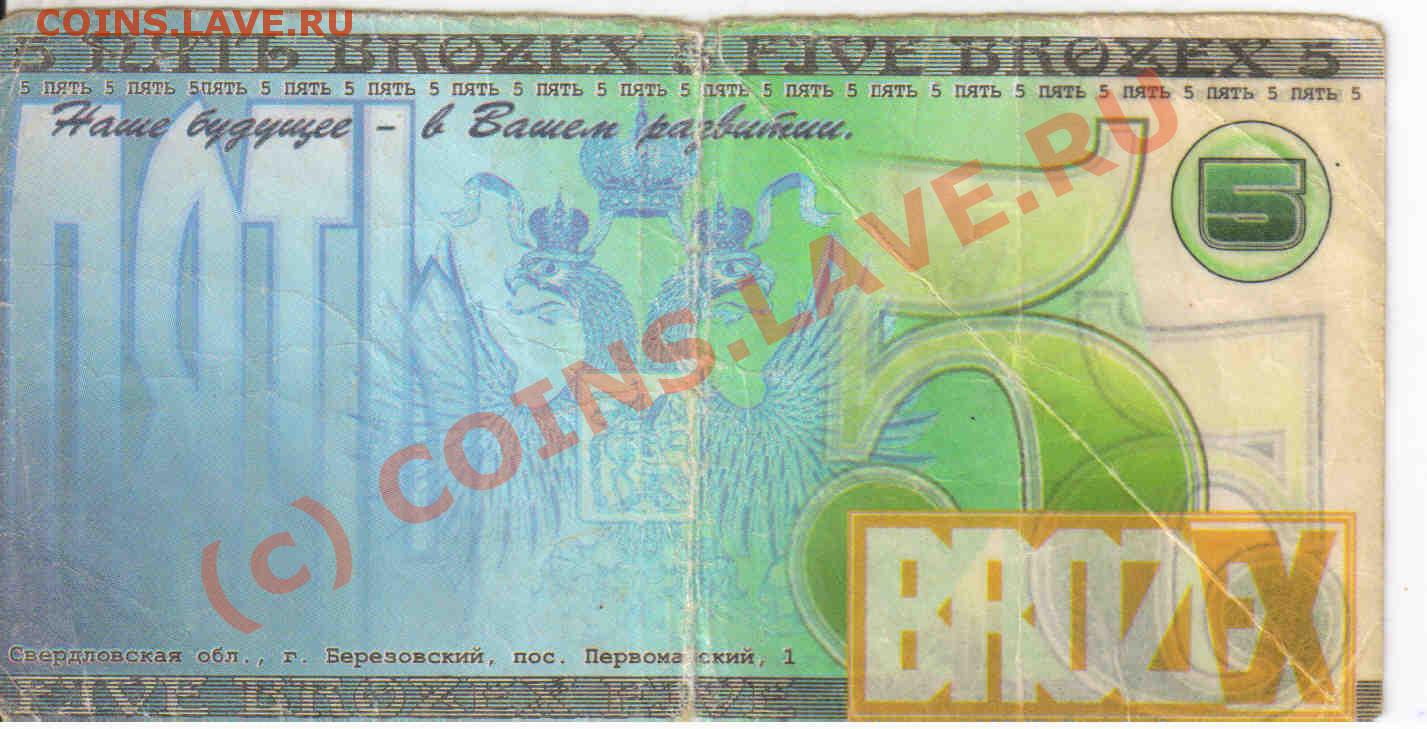 COINS.LAVE.RU
5 ПЯТЬ BROZEX 5 FIVE BROZEX 5
5 ПЯТЬ 5 ПЯТЬ 5ПЯТЬ 5 ПЯТЬ 5 ПЯТЬ 5 ПЯТЬ 5 ПЯТЬ 5 ПЯТЬ 5 ПЯТЬ 5 ПЯТЬ 5 ПЯТЬ 5 ПЯТЬ 5 ПЯТЬ 5 ПЯТЬ 5 ПЯТЬ 5 ПЯТЬ 5
Наше будущее – в Вашем развитии.
ПЯТЬ
5
5
(c) COINS.LAVE.RU
BROZEX
Свердловская обл., г. Березовский, пос. Первомайский, 1
FIVE BROZEX FIVE